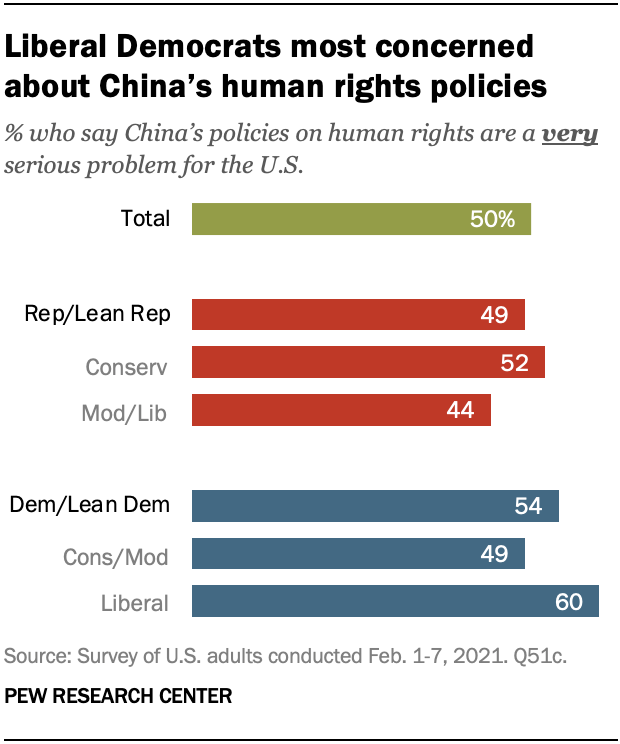 Liberal Democrats most concerned
about China’s human rights policies
% who say China’s policies on human rights are a very
serious problem for the U.S.
Total 50%
Rep/Lean Rep 49
Conserv 52
Mod/Lib 44
Dem/Lean Dem 54
Cons/Mod 49
Liberal 60
Source: Survey of U.S. adults conducted Feb. 1-7, 2021. Q51c.
PEW RESEARCH CENTER